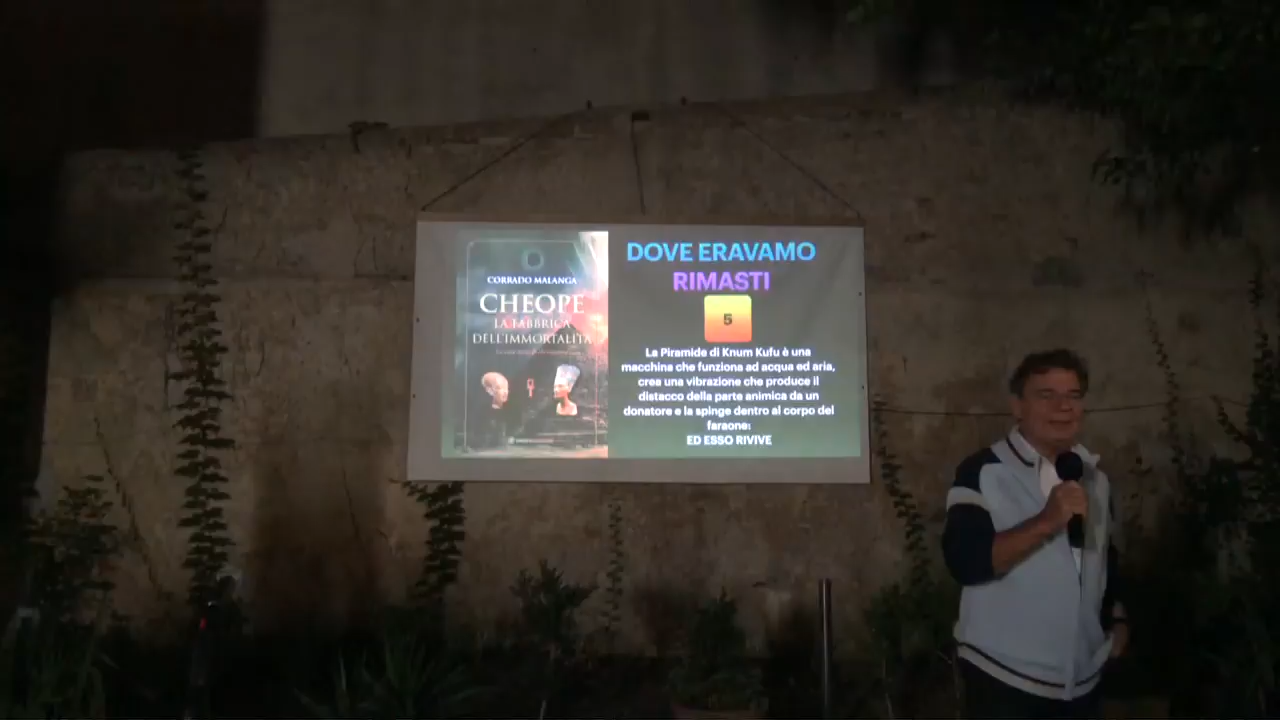 CORRADO MALANGA
CHEOPE
LA FABBRICA
DELL'IMMORTALITÀ
DOVE ERAVAMO
RIMASTI
5
La Piramide di Knum Kufu è una
macchina che funziona ad acqua ed aria,
crea una vibrazione che produce il
distacco della parte animica da un
donatore e la spinge dentro al corpo del
faraone:
ED ESSO RIVIVE